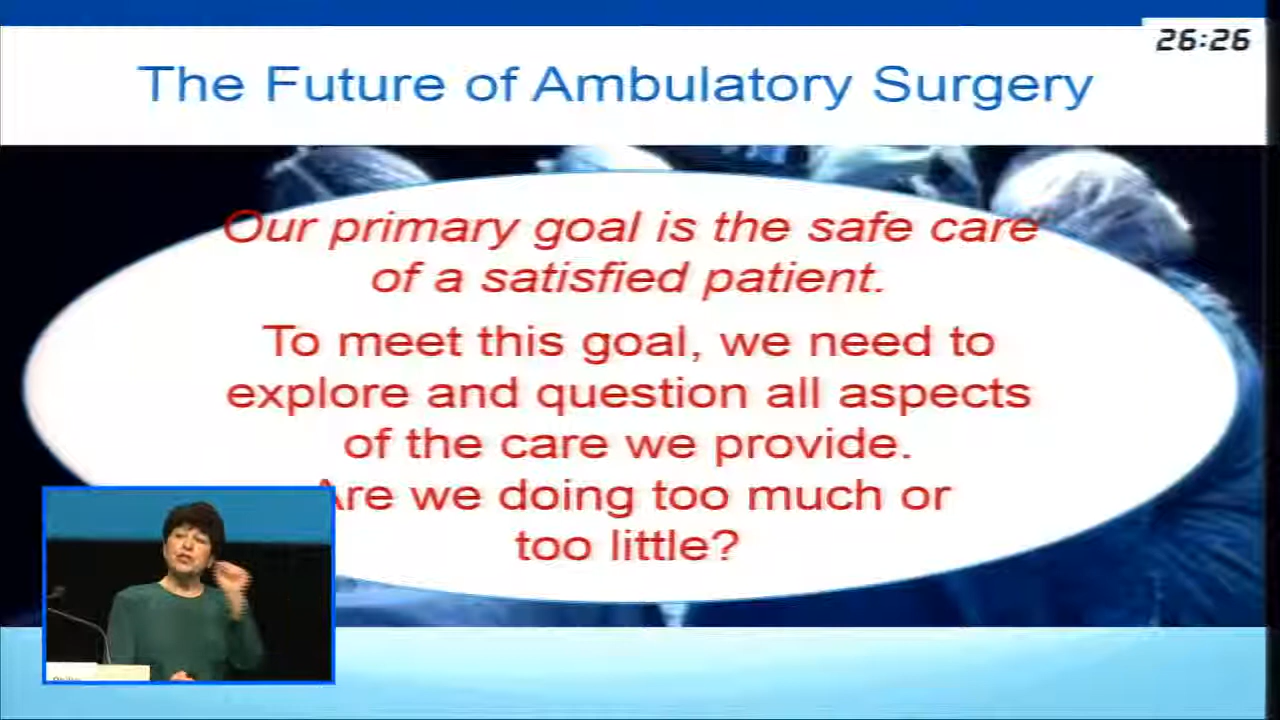 26:26
The Future of Ambulatory Surgery
Our primary goal is the safe care
of a satisfied patient.
To meet this goal, we need to
explore and question all aspects
of the care we provide.
Are we doing too much or
too little?